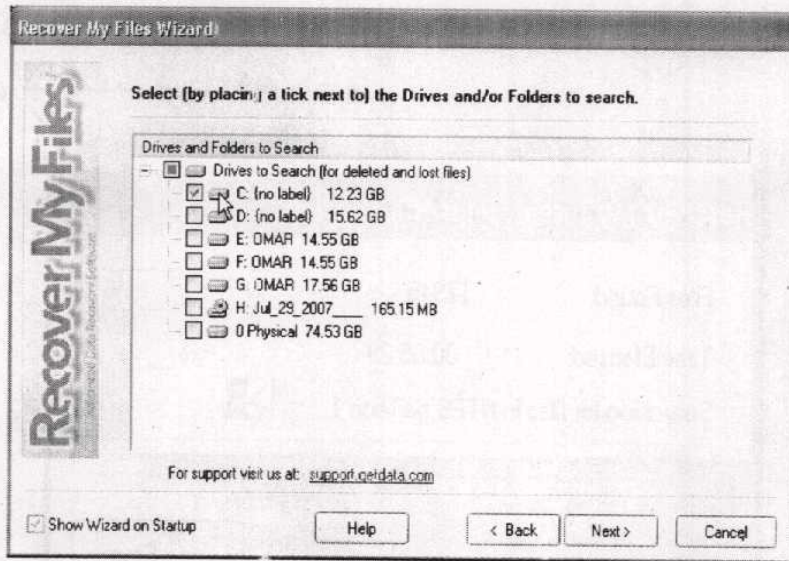 Recover My Files Wizard
Recover My Files
Advanced Data Recovery Software
Select (by placing a tick next to) the Drives and/or Folders to search.
Drives and Folders to Search
Drives to Search (for deleted and lost files)
C: {no label} 12.23 GB
D: {no label} 15.62 GB
E: OMAR 14.55 GB
F: OMAR 14.55 GB
G: OMAR 17.56 GB
H: Jul_29_2007____ 165.15 MB
0 Physical 74.53 GB
For support visit us at: support.getdata.com
Show Wizard on Startup
Help
< Back
Next >
Cancel